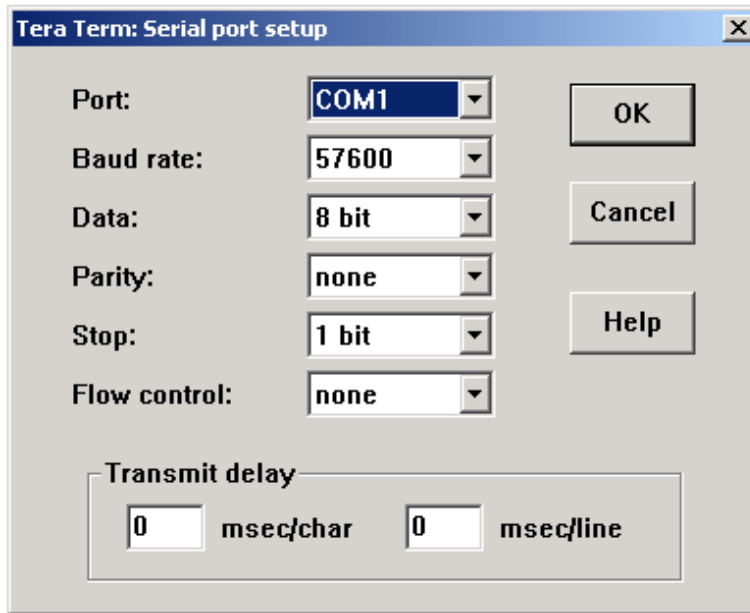 Tera Term: Serial port setup
Port: COM1 OK
Baud rate: 57600
Data: 8 bit Cancel
Parity: none
Stop: 1 bit Help
Flow control: none
Transmit delay
0 msec/char 0 msec/line